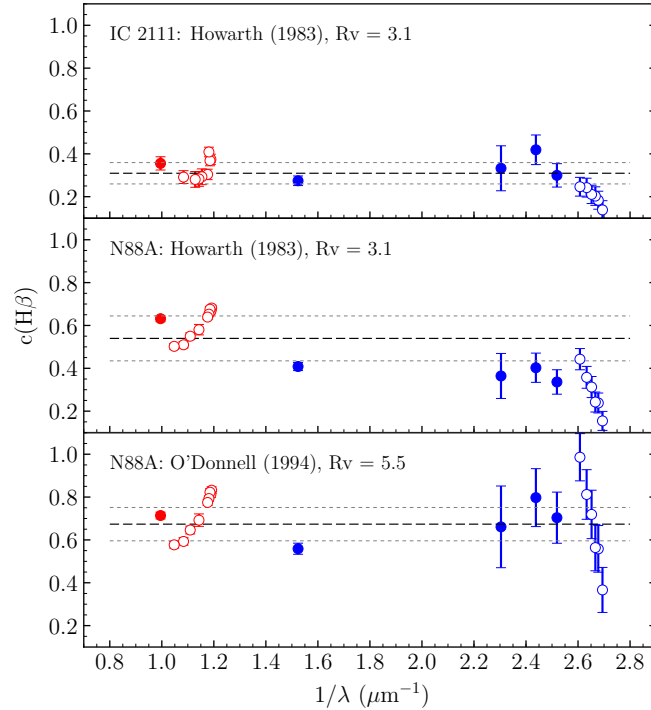 1.0
IC 2111: Howarth (1983), Rv = 3.1
0.8
0.6
0.4
0.2
1.0
N88A: Howarth (1983), Rv = 3.1
0.8
0.6
0.4
0.2
c(Hβ)
1.0
N88A: O'Donnell (1994), Rv = 5.5
0.8
0.6
0.4
0.2
0.8 1.0 1.2 1.4 1.6 1.8 2.0 2.2 2.4 2.6 2.8
1/λ (μm⁻¹)